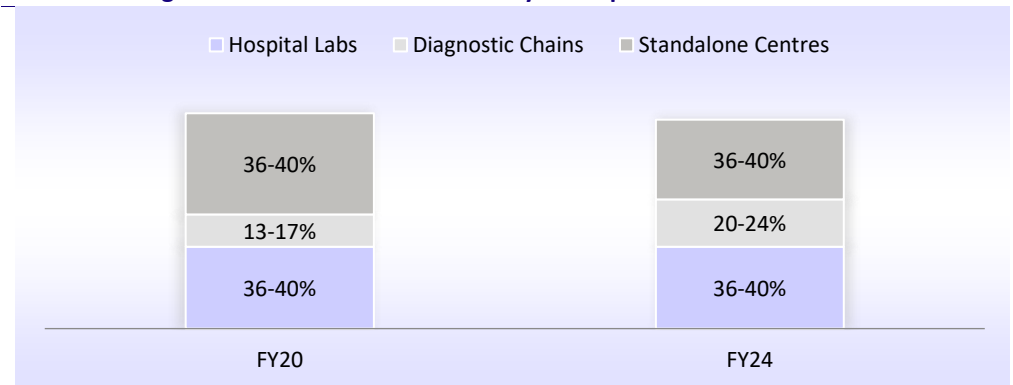 Hospital Labs Diagnostic Chains Standalone Centres
36-40% 36-40%
13-17% 20-24%
36-40% 36-40%
FY20 FY24